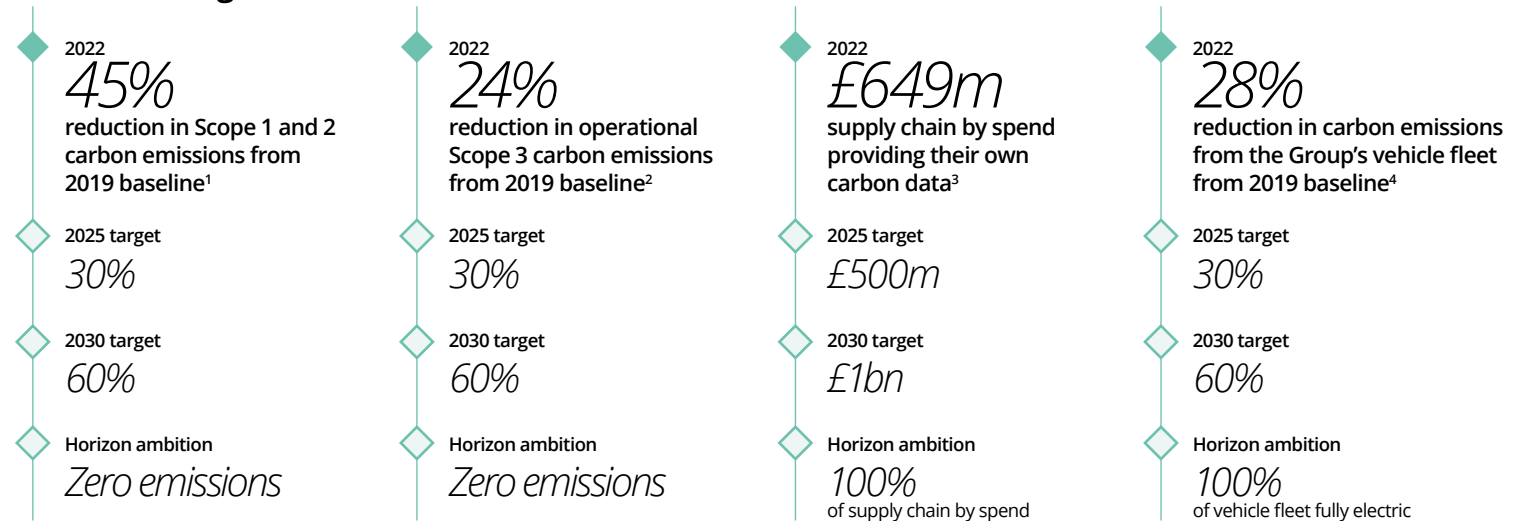 2022
45%
reduction in Scope 1 and 2
carbon emissions from
2019 baseline1
2025 target
30%
2030 target
60%
Horizon ambition
Zero emissions
2022
24%
reduction in operational
Scope 3 carbon emissions
from 2019 baseline2
2025 target
30%
2030 target
60%
Horizon ambition
Zero emissions
2022
£649m
supply chain by spend
providing their own
carbon data3
2025 target
£500m
2030 target
£1bn
Horizon ambition
100%
of supply chain by spend
2022
28%
reduction in carbon emissions
from the Group’s vehicle fleet
from 2019 baseline4
2025 target
30%
2030 target
60%
Horizon ambition
100%
of vehicle fleet fully electric